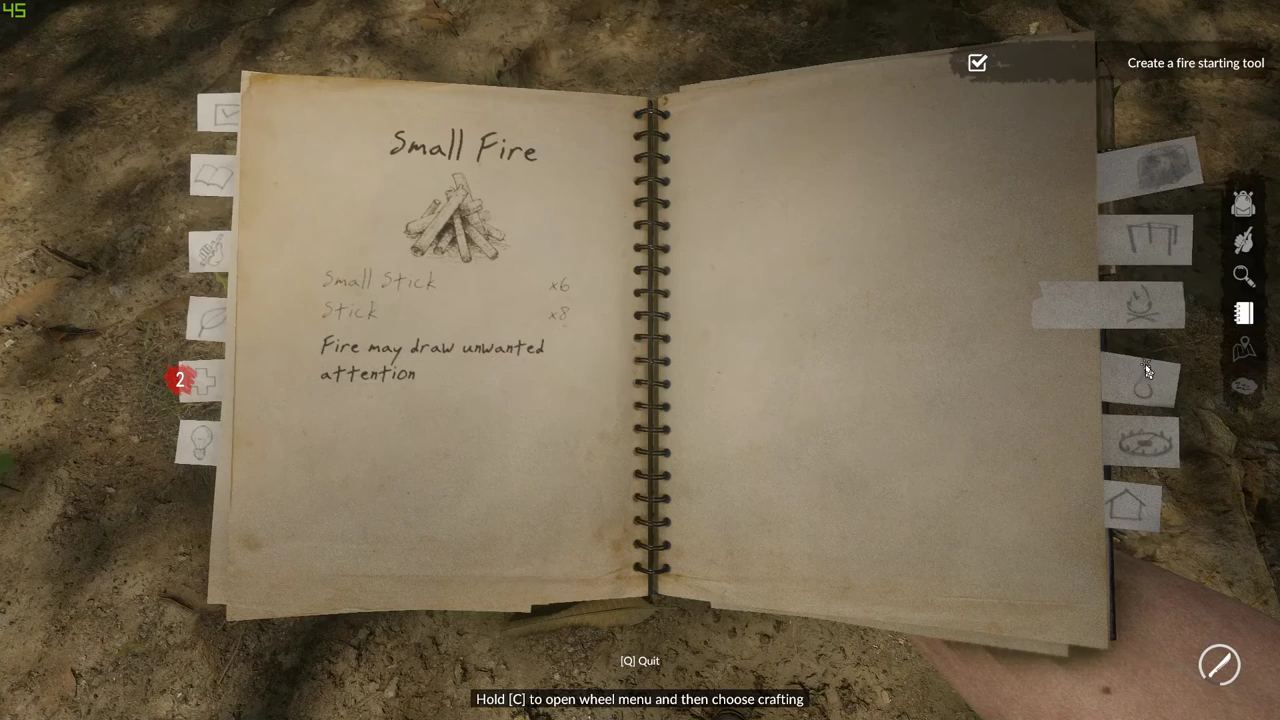 45
Create a fire starting tool
Small Fire
Small Stick x6
Stick x8
Fire may draw unwanted
attention
2
[Q] Quit
Hold [C] to open wheel menu and then choose crafting